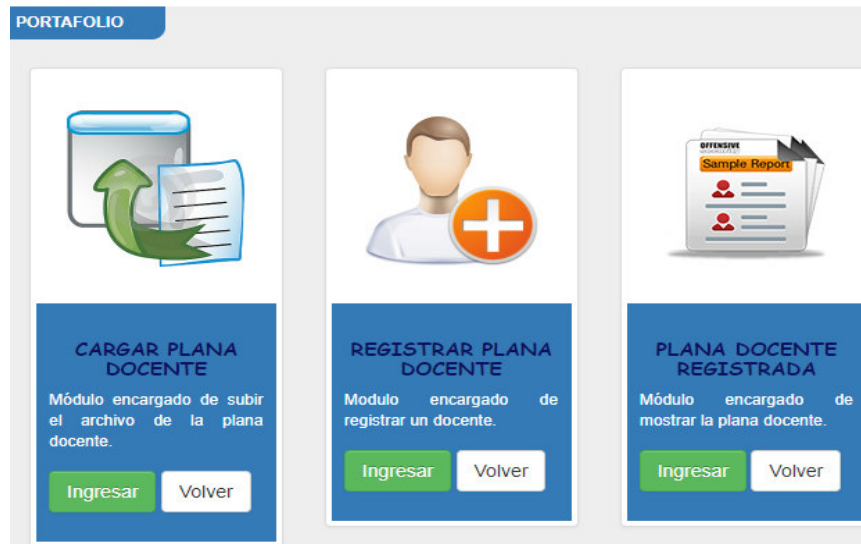 PORTAFOLIO
CARGAR PLANA
DOCENTE
Módulo encargado de subir
el archivo de la plana
docente.
Ingresar
Volver
REGISTRAR PLANA
DOCENTE
Modulo encargado de
registrar un docente.
Ingresar
Volver
OFFENSIVE
Sample Report
PLANA DOCENTE
REGISTRADA
Módulo encargado de
mostrar la plana docente.
Ingresar
Volver